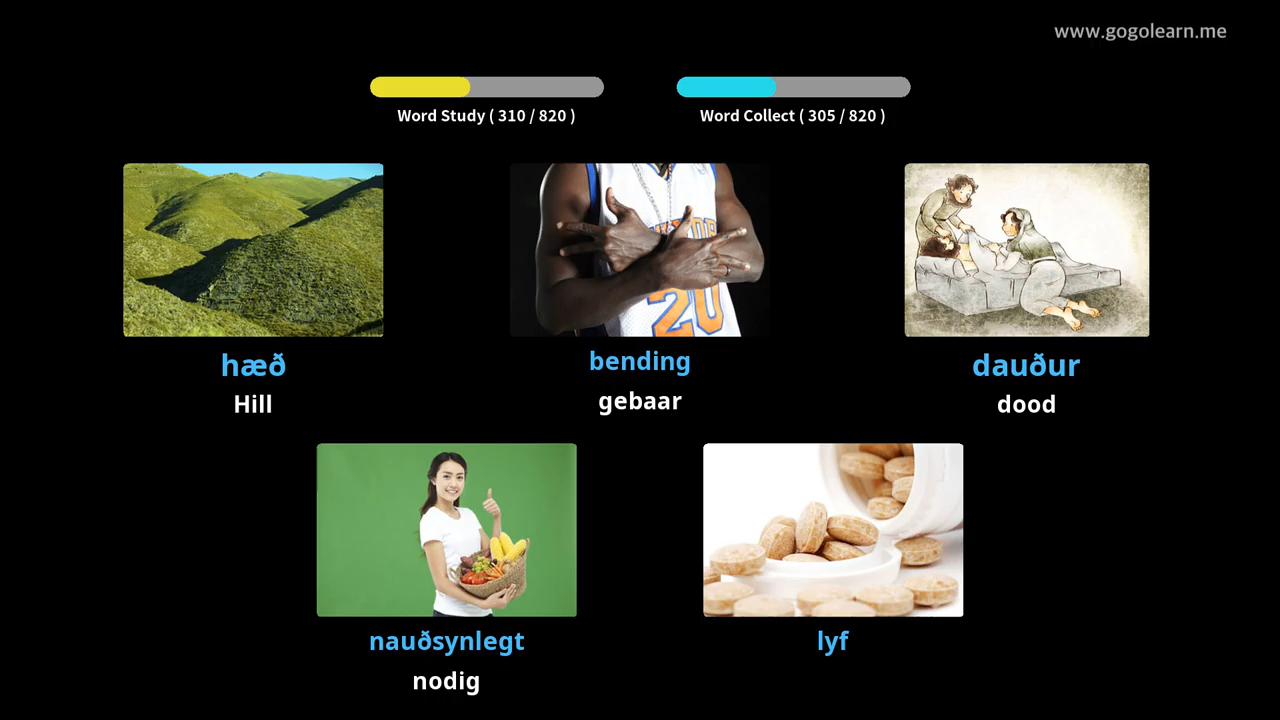 www.gogolearn.me
Word Study ( 310 / 820 )
Word Collect ( 305 / 820 )
20
hæð
Hill
bending
gebaar
dauður
dood
nauðsynlegt
nodig
lyf